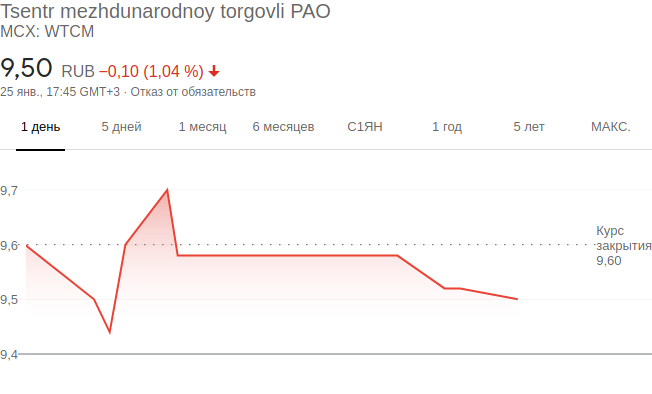 Tsentr mezhdunarodnoy torgovli PAO
MCX: WTCM
9,50 RUB −0,10 (1,04 %)
25 янв., 17:45 GMT+3 · Отказ от обязательств
1 день 5 дней 1 месяц 6 месяцев С1ЯН 1 год 5 лет МАКС.
9,7
9,6
Курс
закрытия
9,60
9,5
9,4